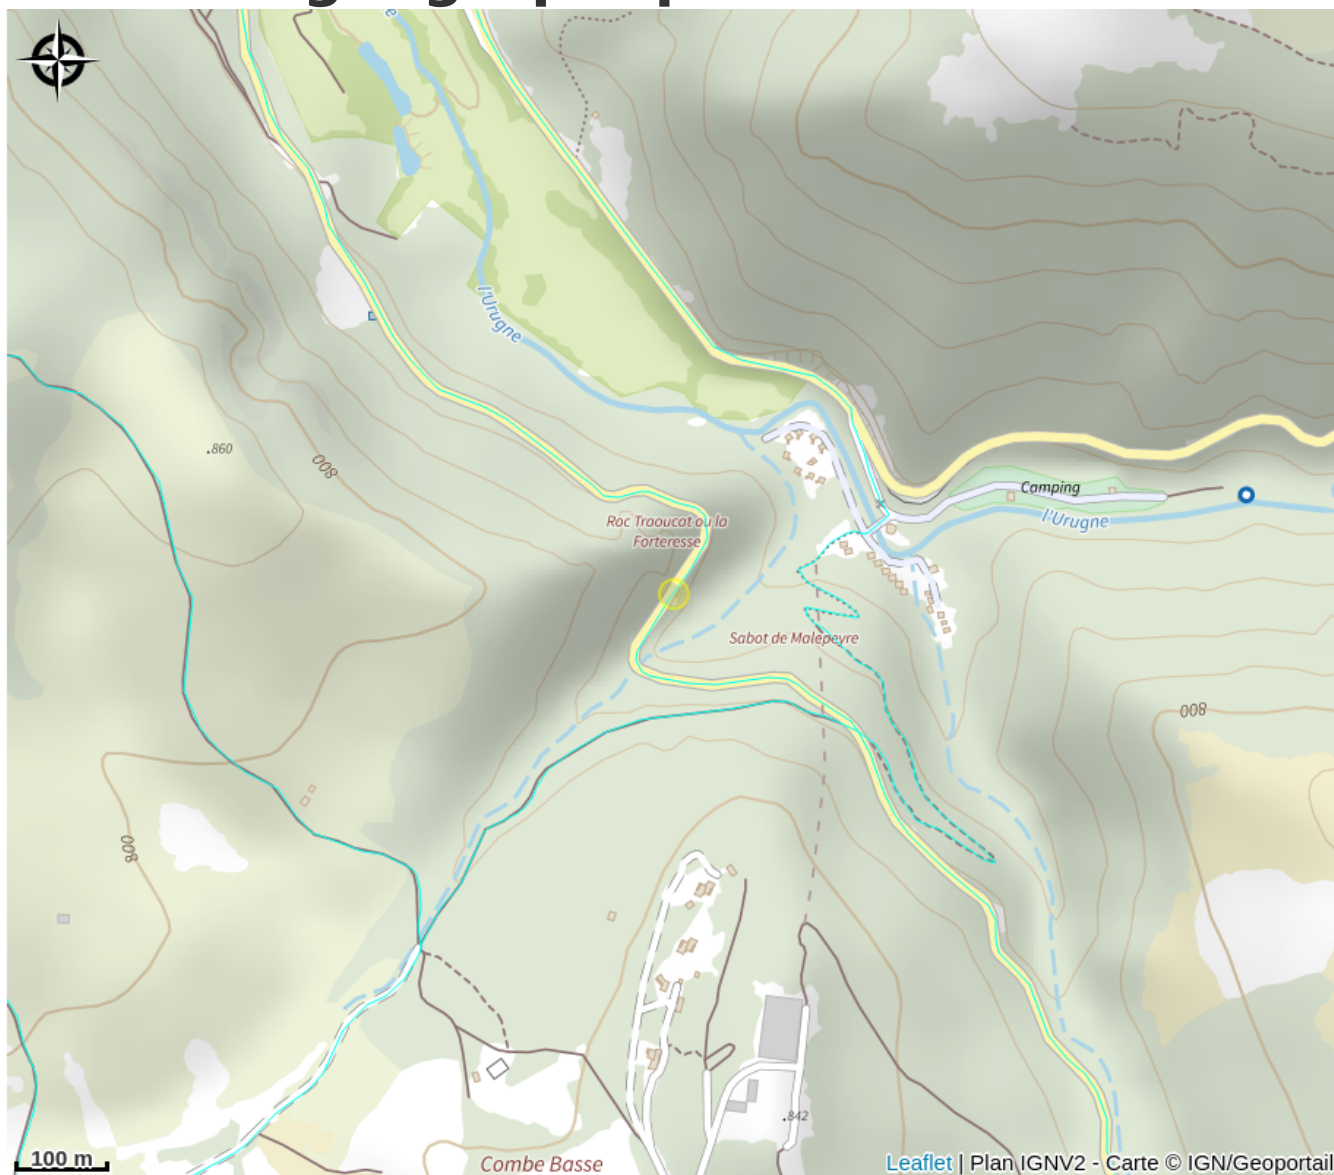 l'Urugne
.860
800
Roc Traoucat ou la
Forteresse
Camping
l'Urugne
Sabot de Malepeyre
800
800
.842
100 m
Combe Basse
Leaflet | Plan IGNV2 - Carte © IGN/Geoportail